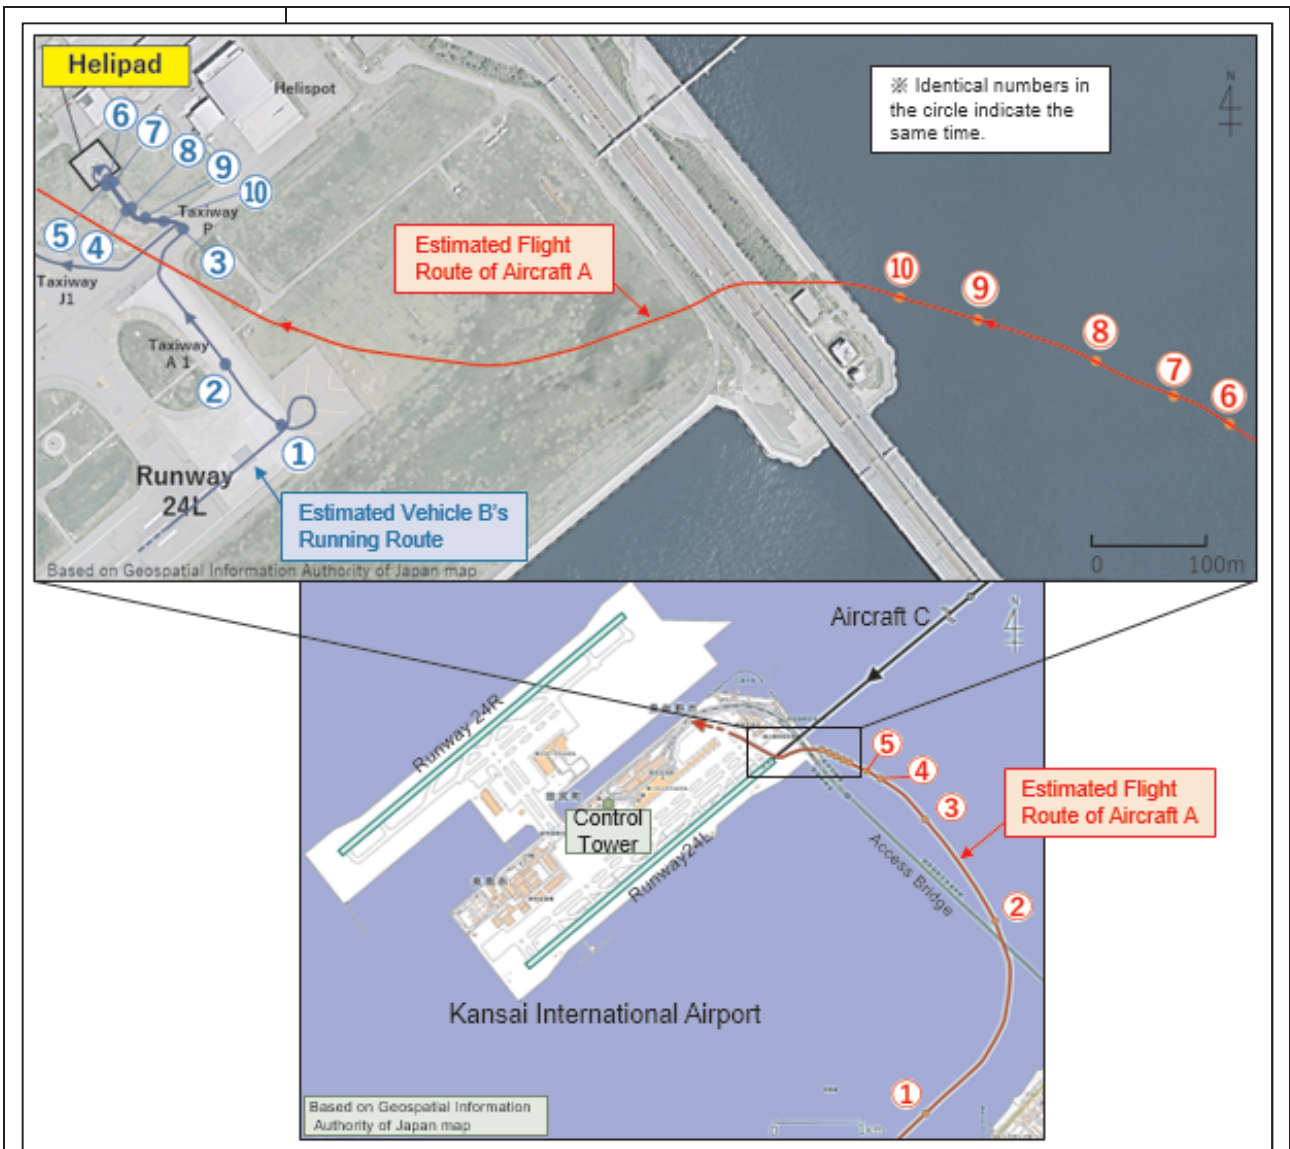 Helipad
Helispot
※ Identical numbers in
the circle indicate the
same time.
N
⑥
⑦
⑧
⑨
⑩
⑤
④
③
Taxiway
P
Taxiway
J1
Taxiway
A 1
②
①
Runway
24L
Estimated Flight
Route of Aircraft A
⑩
⑨
⑧
⑦
⑥
Estimated Vehicle B's
Running Route
0 100m
Based on Geospatial Information Authority of Japan map
Aircraft C
N
Runway 24R
⑤
④
③
②
①
Estimated Flight
Route of Aircraft A
Control
Tower
Runway24L
Access Bridge
Kansai International Airport
Based on Geospatial Information
Authority of Japan map
0 1km